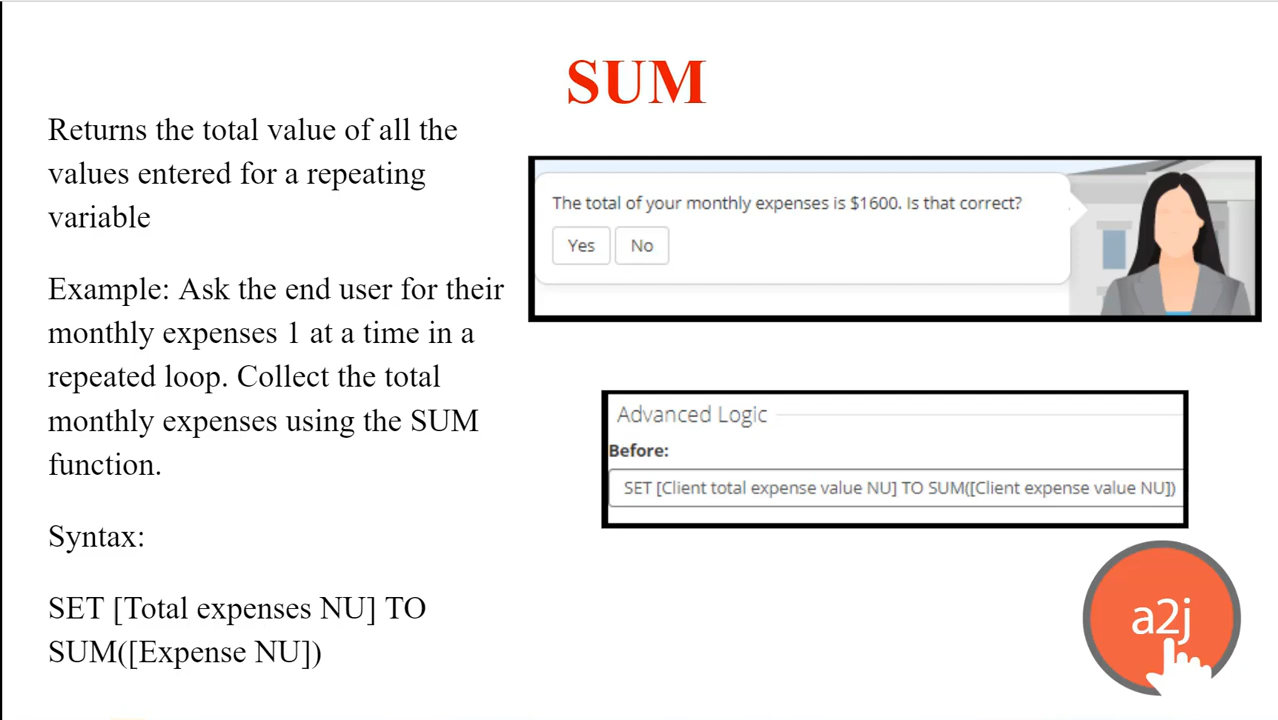 SUM
Returns the total value of all the
values entered for a repeating
variable
Example: Ask the end user for their
monthly expenses 1 at a time in a
repeated loop. Collect the total
monthly expenses using the SUM
function.
Syntax:
SET [Total expenses NU] TO
SUM([Expense NU])
The total of your monthly expenses is $1600. Is that correct?
Yes No
Advanced Logic
Before:
SET [Client total expense value NU] TO SUM([Client expense value NU])
a2j